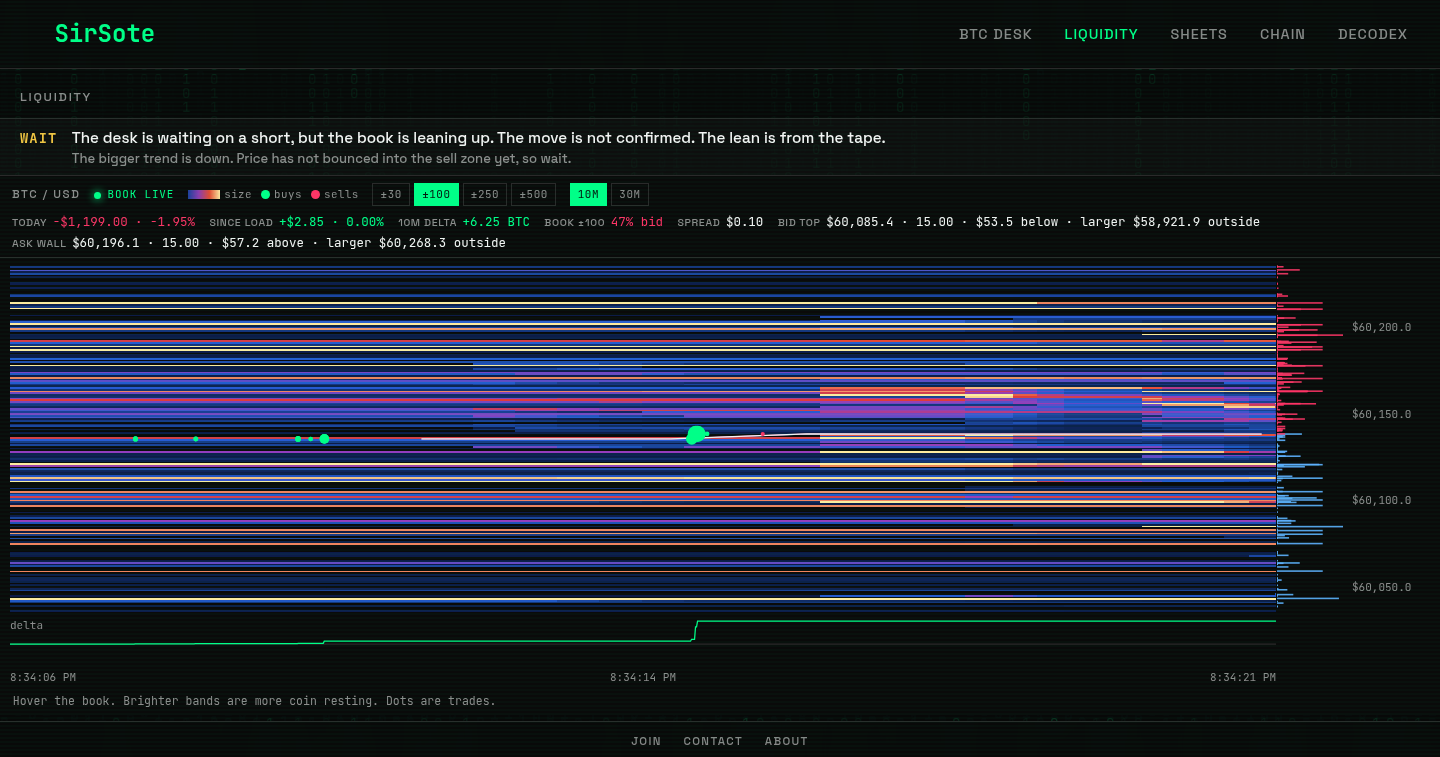 SirSote
BTC DESK LIQUIDITY SHEETS CHAIN DECODEX
LIQUIDITY
WAIT The desk is waiting on a short, but the book is leaning up. The move is not confirmed. The lean is from the tape.
The bigger trend is down. Price has not bounced into the sell zone yet, so wait.
BTC / USD BOOK LIVE size buys sells ±30 ±100 ±250 ±500 10M 30M
TODAY -$1,199.00 · -1.95% SINCE LOAD +$2.85 · 0.00% 10M DELTA +6.25 BTC BOOK ±100 47% bid SPREAD $0.10 BID TOP $60,085.4 · 15.00 · $53.5 below · larger $58,921.9 outside
ASK WALL $60,196.1 · 15.00 · $57.2 above · larger $60,268.3 outside
$60,200.0
$60,150.0
$60,100.0
$60,050.0
delta
8:34:06 PM 8:34:14 PM 8:34:21 PM
Hover the book. Brighter bands are more coin resting. Dots are trades.
JOIN CONTACT ABOUT